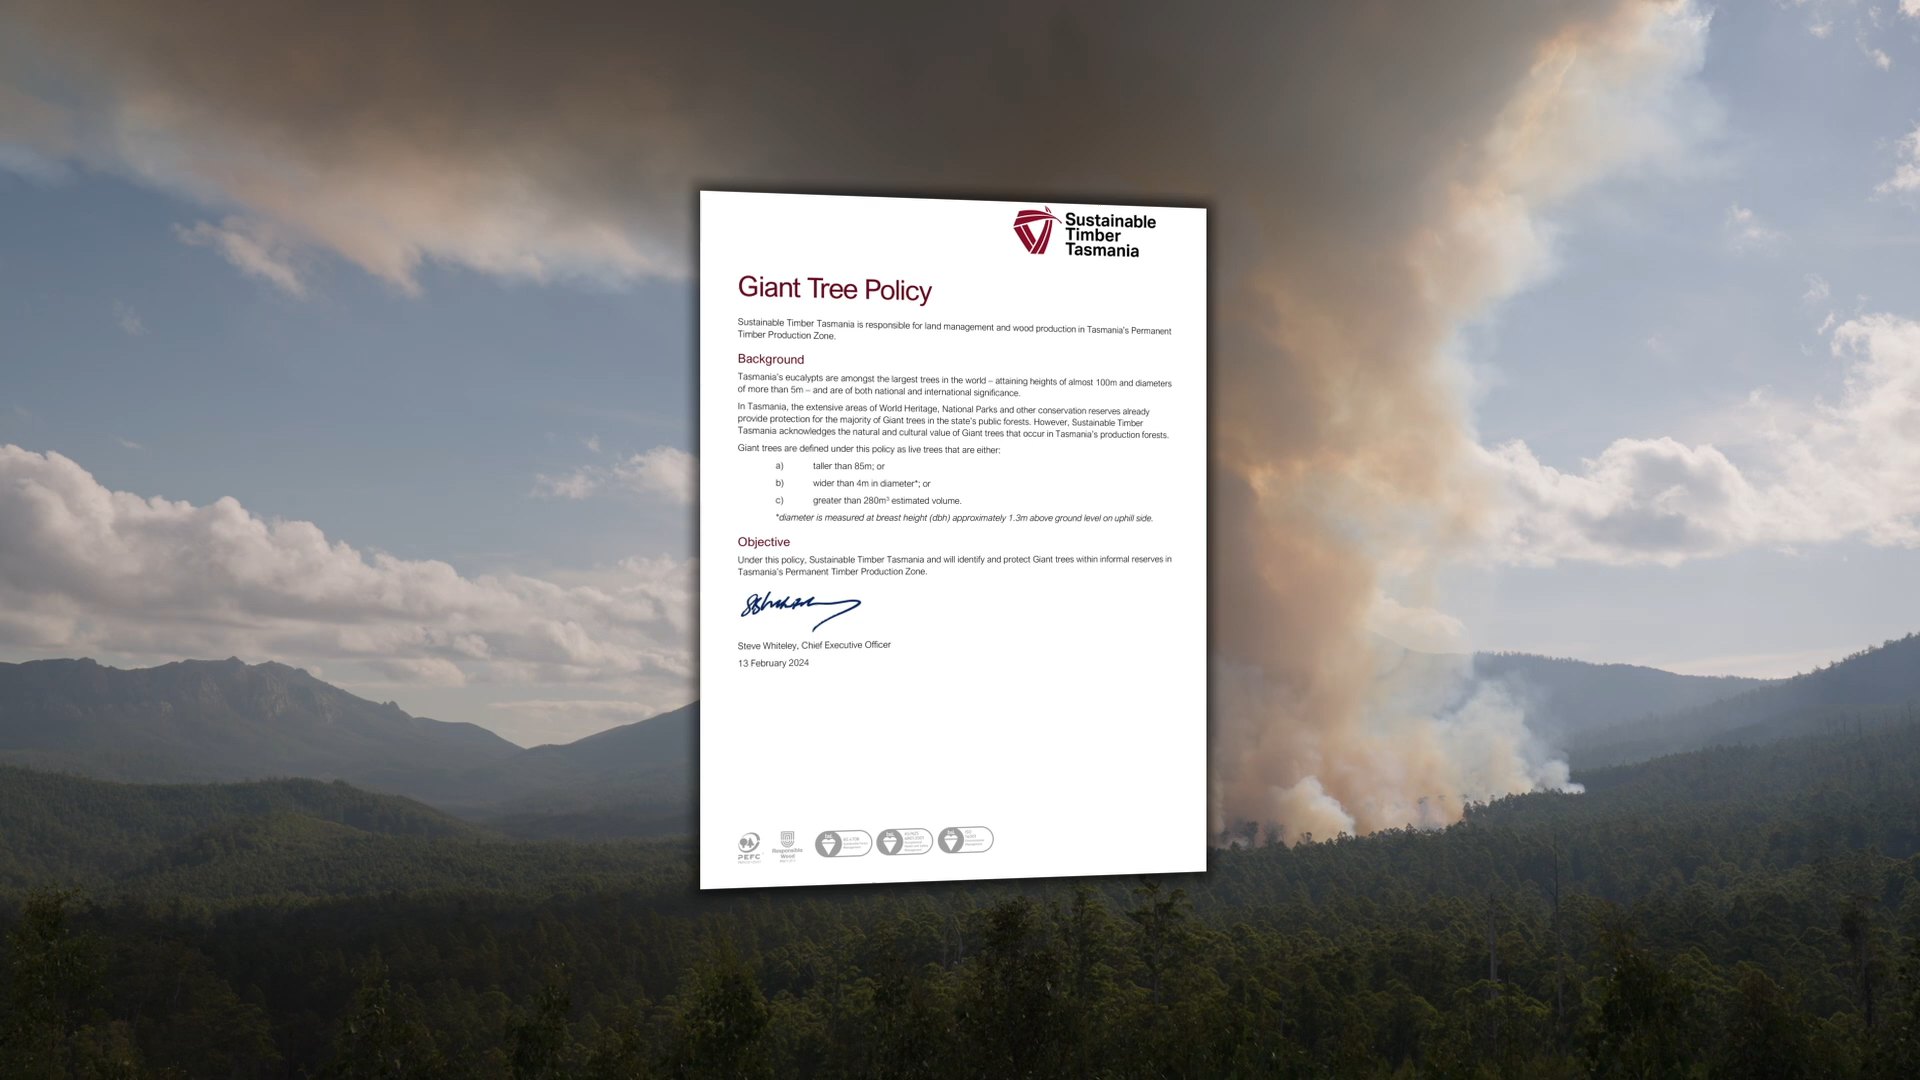 Sustainable
Timber
Tasmania
Giant Tree Policy
Sustainable Timber Tasmania is responsible for land management and wood production in Tasmania's Permanent
Timber Production Zone.
Background
Tasmania's eucalypts are amongst the largest trees in the world – attaining heights of almost 100m and diameters
of more than 5m – and are of both national and international significance.
In Tasmania, the extensive areas of World Heritage, National Parks and other conservation reserves already
provide protection for the majority of Giant trees in the state's public forests. However, Sustainable Timber
Tasmania acknowledges the natural and cultural value of Giant trees that occur in Tasmania's production forests.
Giant trees are defined under this policy as live trees that are either:
a) taller than 85m; or
b) wider than 4m in diameter*; or
c) greater than 280m³ estimated volume.
*diameter is measured at breast height (dbh) approximately 1.3m above ground level on uphill side.
Objective
Under this policy, Sustainable Timber Tasmania and will identify and protect Giant trees within informal reserves in
Tasmania's Permanent Timber Production Zone.
Steve Whiteley, Chief Executive Officer
13 February 2024
PEFC
Responsible
Wood